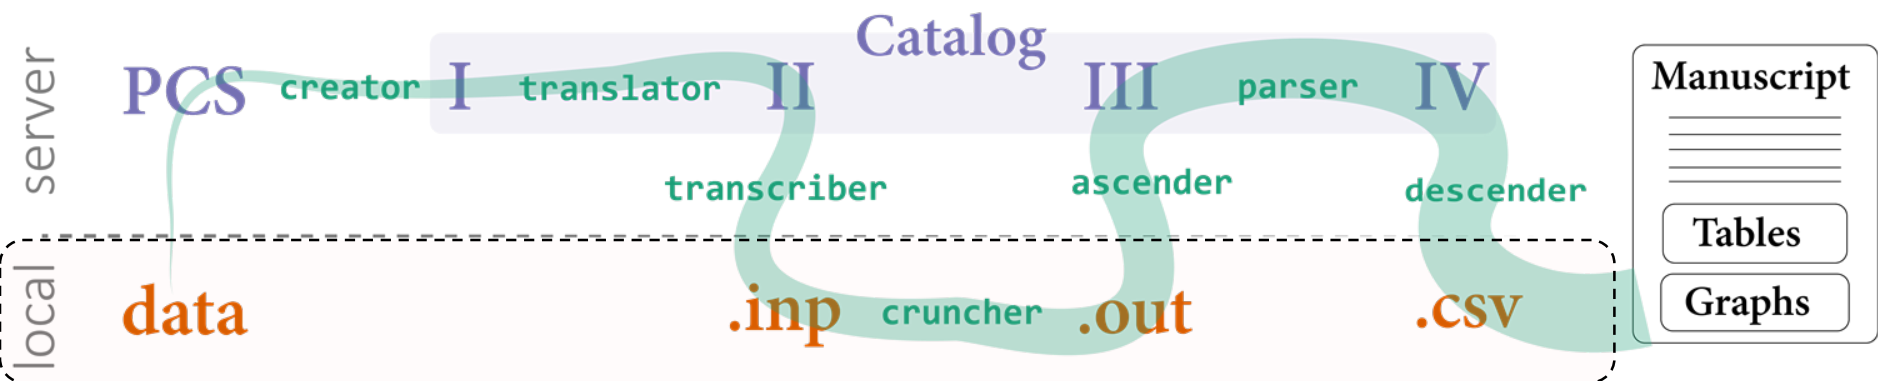 server
Catalog
PCS creator I translator II III parser IV
transcriber ascender descender
local
data .inp cruncher .out .csv
Manuscript
Tables
Graphs